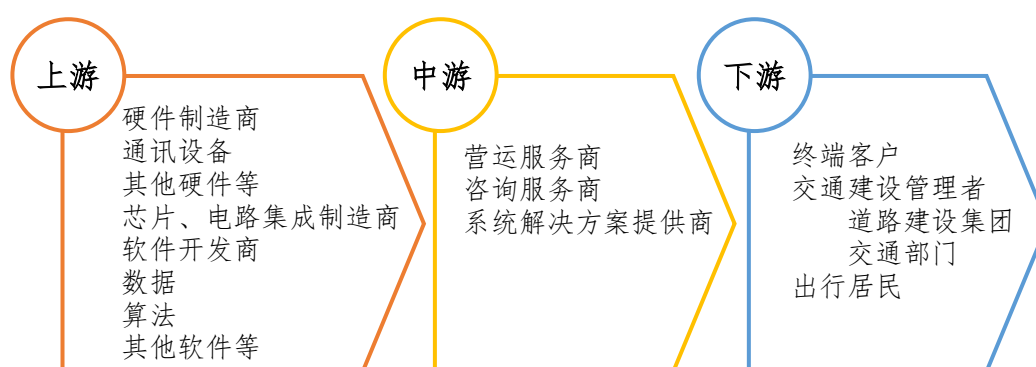 上游
硬件制造商
通讯设备
其他硬件等
芯片、电路集成制造商
软件开发商
数据
算法
其他软件等
中游
营运服务商
咨询服务商
系统解决方案提供商
下游
终端客户
交通建设管理者
道路建设集团
交通部门
出行居民